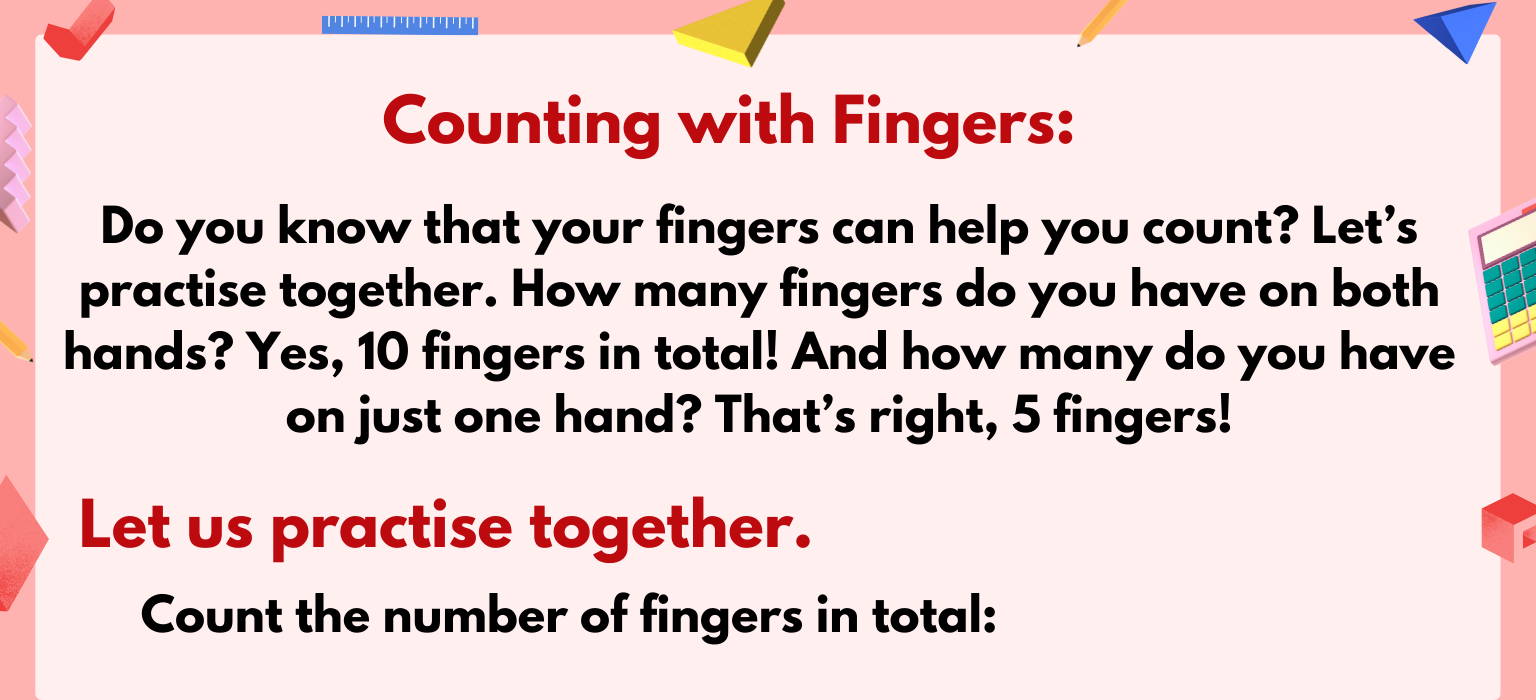 Counting with Fingers:
Do you know that your fingers can help you count? Let’s
practise together. How many fingers do you have on both
hands? Yes, 10 fingers in total! And how many do you have
on just one hand? That’s right, 5 fingers!
Let us practise together.
Count the number of fingers in total: